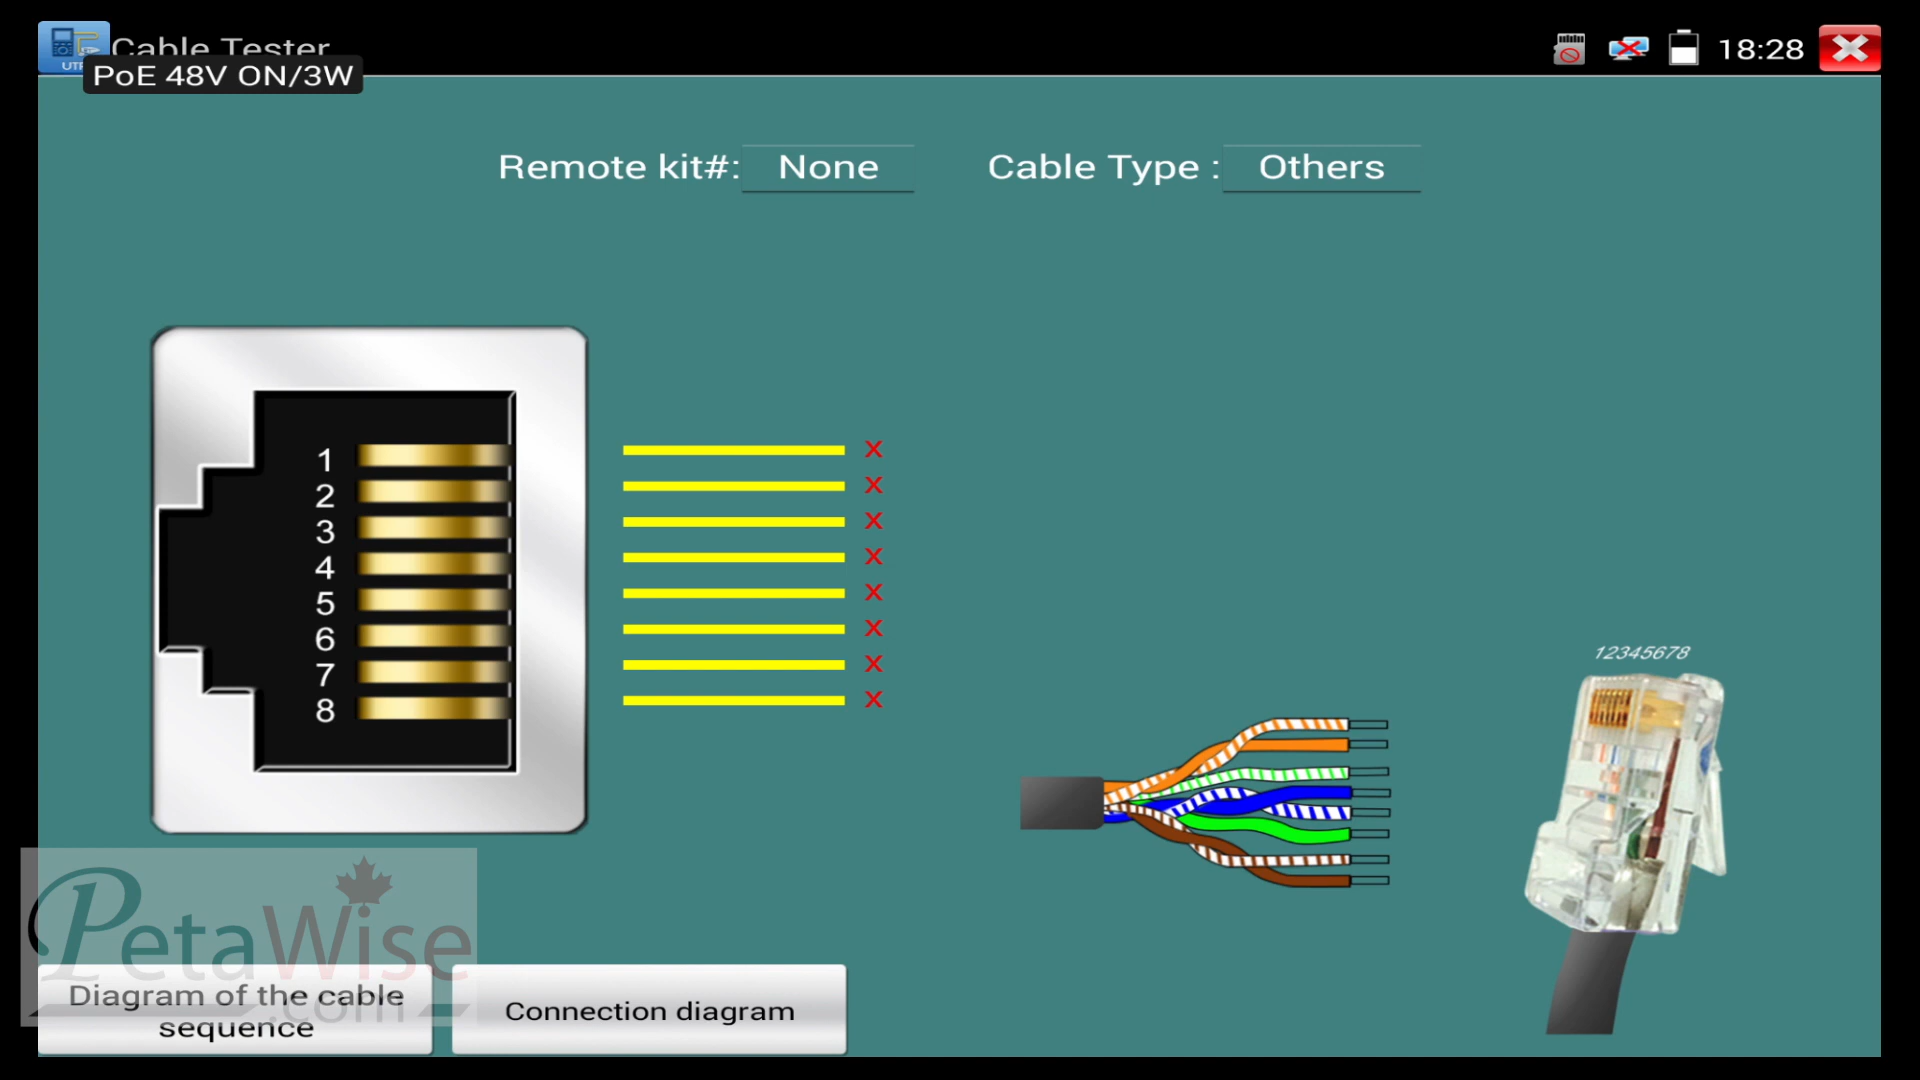 Cable Tester
UTP
PoE 48V ON/3W
18:28
Remote kit#: None
Cable Type : Others
1
2
3
4
5
6
7
8
X
X
X
X
X
X
X
X
12345678
PetaWise
.com
Diagram of the cable
sequence
Connection diagram